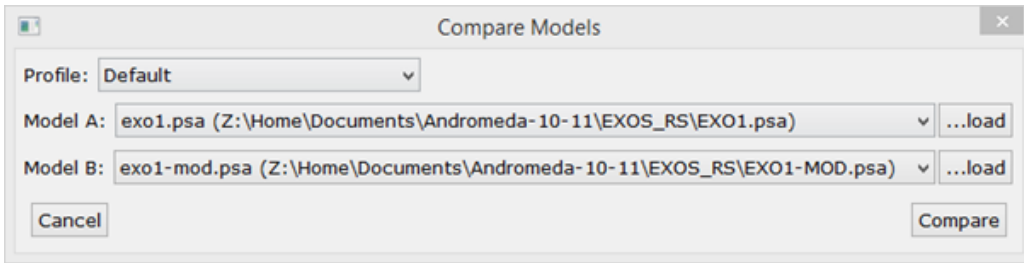 Compare Models
Profile: Default
Model A: exo1.psa (Z:\Home\Documents\Andromeda-10-11\EXOS_RS\EXO1.psa) ...load
Model B: exo1-mod.psa (Z:\Home\Documents\Andromeda-10-11\EXOS_RS\EXO1-MOD.psa) ...load
Cancel Compare